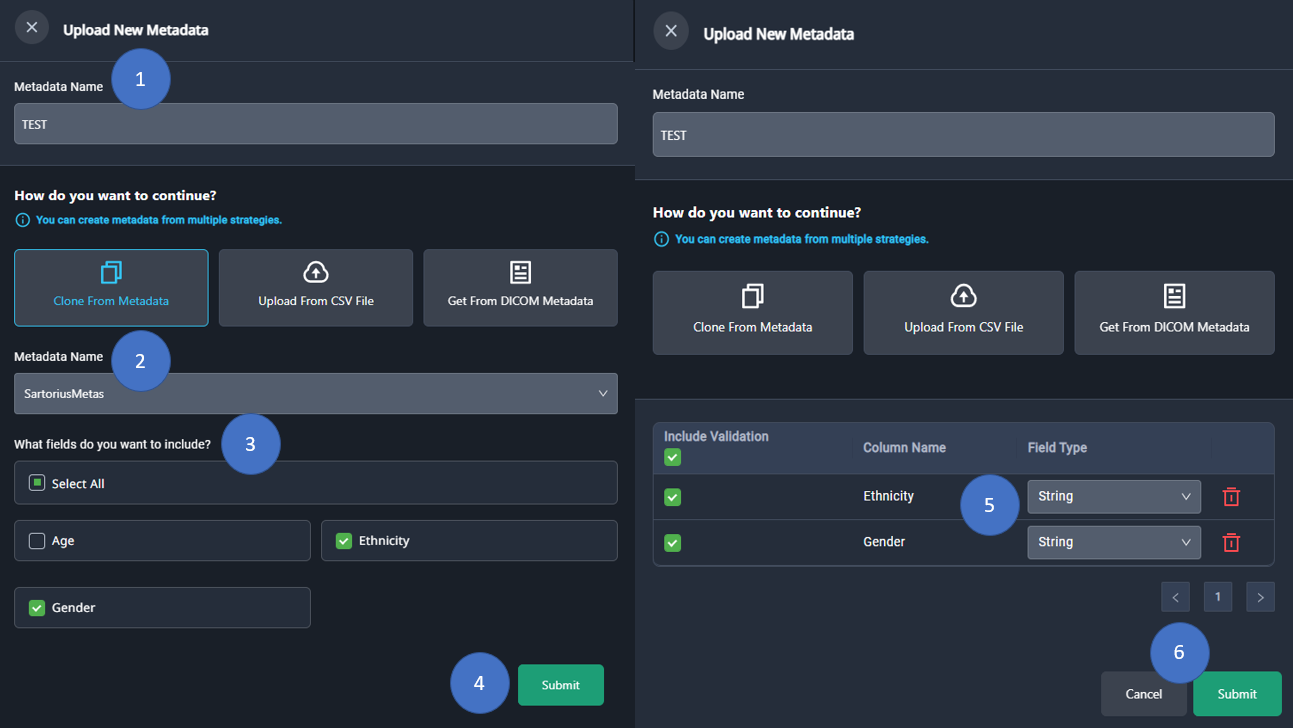 Upload New Metadata
Metadata Name
1
TEST
How do you want to continue?
You can create metadata from multiple strategies.
Clone From Metadata
Upload From CSV File
Get From DICOM Metadata
Metadata Name
2
SartoriusMetas
What fields do you want to include?
3
Select All
Age
Ethnicity
Gender
4
Submit
Upload New Metadata
Metadata Name
TEST
How do you want to continue?
You can create metadata from multiple strategies.
Clone From Metadata
Upload From CSV File
Get From DICOM Metadata
Include Validation
Column Name
Field Type
Ethnicity
5
String
Gender
String
< 1 >
6
Cancel
Submit